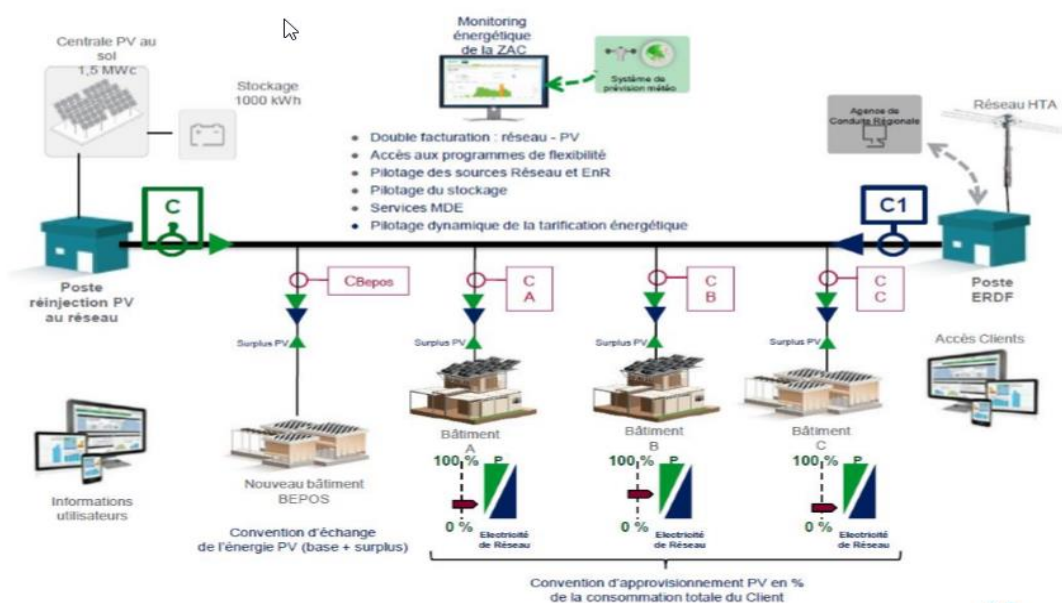 Centrale PV au
sol
1,5 MWc
Stockage
1000 kWh
Monitoring
énergétique
de la ZAC
Système de
prévision météo
Agence de
Conduite Régionale
Réseau HTA
• Double facturation : réseau - PV
• Accès aux programmes de flexibilité
• Pilotage des sources Réseau et EnR
• Pilotage du stockage
• Services MDE
• Pilotage dynamique de la tarification énergétique
C
C1
Poste
réinjection PV
au réseau
Poste
ERDF
CBepos
C
A
C
B
C
C
Surplus PV
Surplus PV
Surplus PV
Surplus PV
Accès Clients
Informations
utilisateurs
Nouveau bâtiment
BEPOS
Bâtiment
A
Bâtiment
B
Bâtiment
C
100 % P
0 %
Electricité
de Réseau
100 % P
0 %
Electricité
de Réseau
100 % P
0 %
Electricité
de Réseau
Convention d'échange
de l'énergie PV (base + surplus)
Convention d'approvisionnement PV en %
de la consommation totale du Client